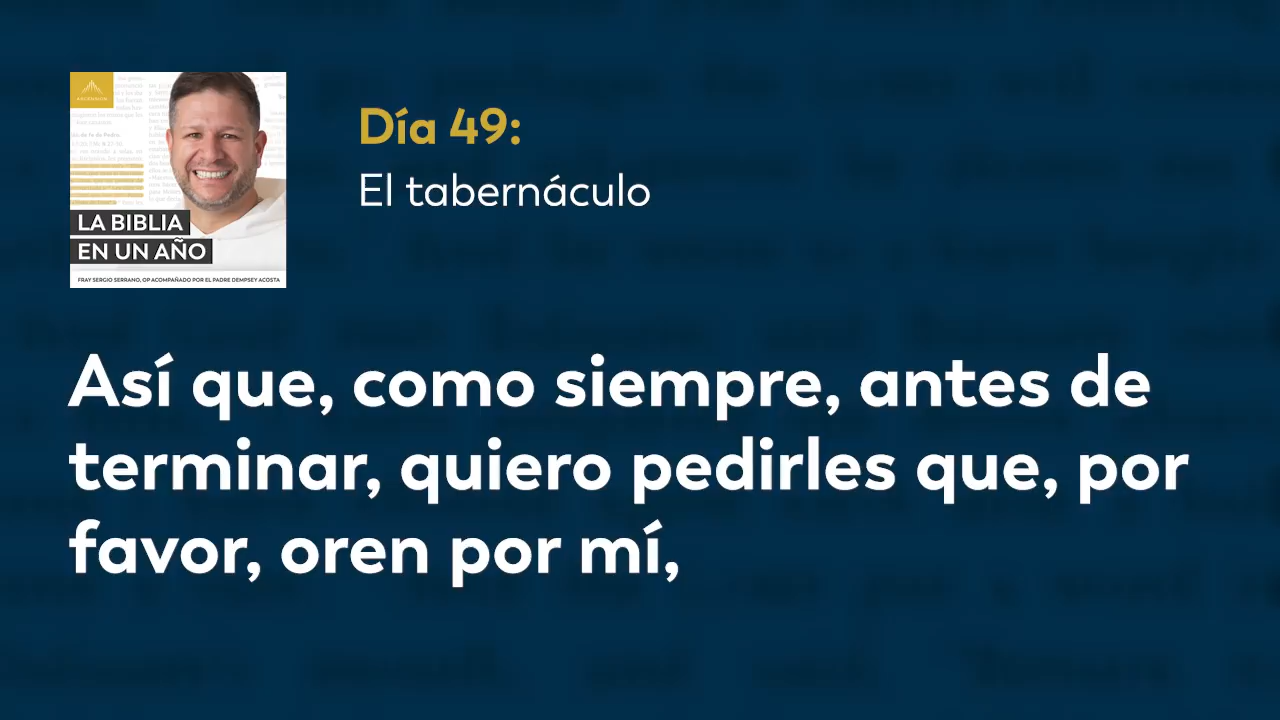 ASCENSION
Día 49:
El tabernáculo
LA BIBLIA
EN UN AÑO
FRAY SERGIO SERRANO, OP ACOMPAÑADO POR EL PADRE DEMPSEY ACOSTA
Así que, como siempre, antes de
terminar, quiero pedirles que, por
favor, oren por mí,